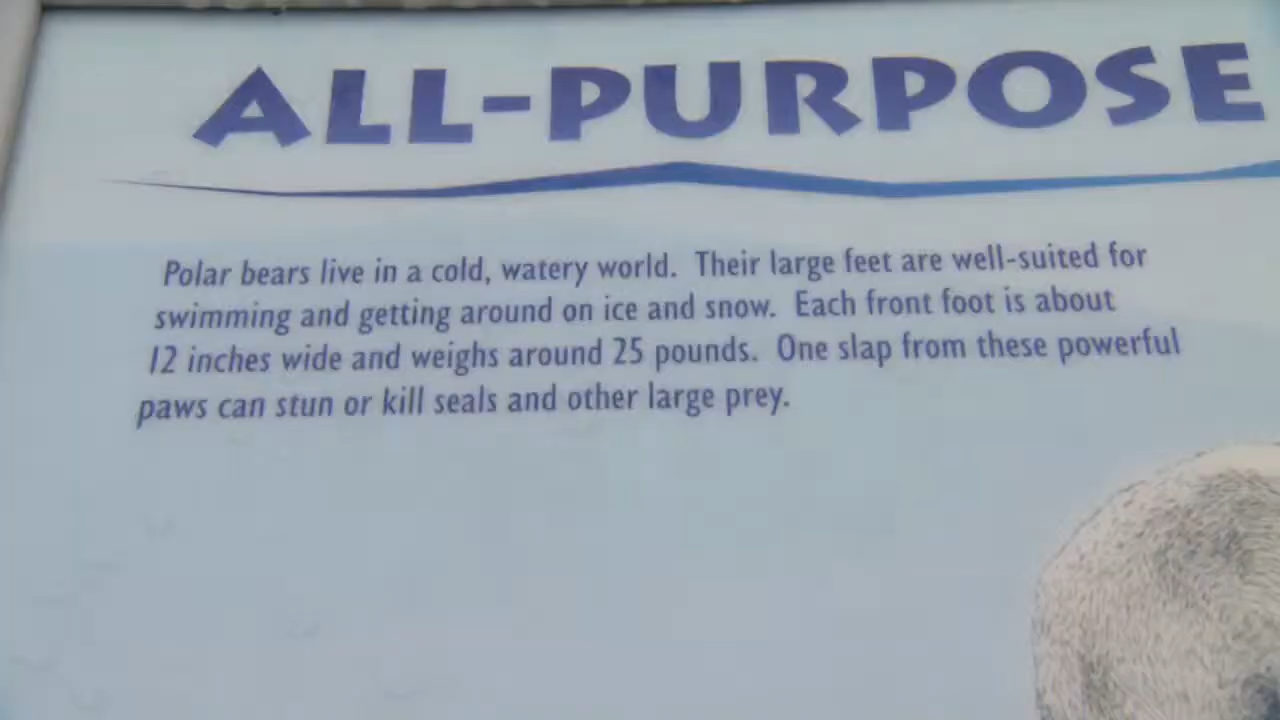 ALL-PURPOSE
Polar bears live in a cold, watery world. Their large feet are well-suited for
swimming and getting around on ice and snow. Each front foot is about
12 inches wide and weighs around 25 pounds. One slap from these powerful
paws can stun or kill seals and other large prey.